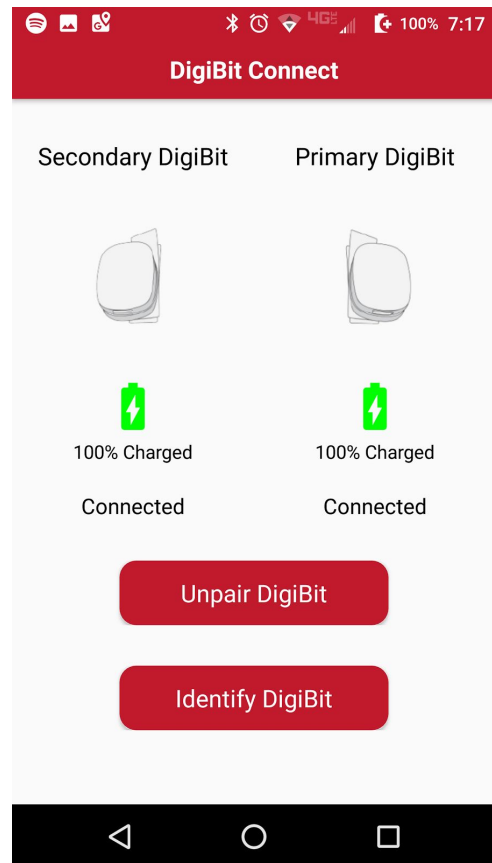 4GLTE 100% 7:17
DigiBit Connect
Secondary DigiBit Primary DigiBit
100% Charged 100% Charged
Connected Connected
Unpair DigiBit
Identify DigiBit